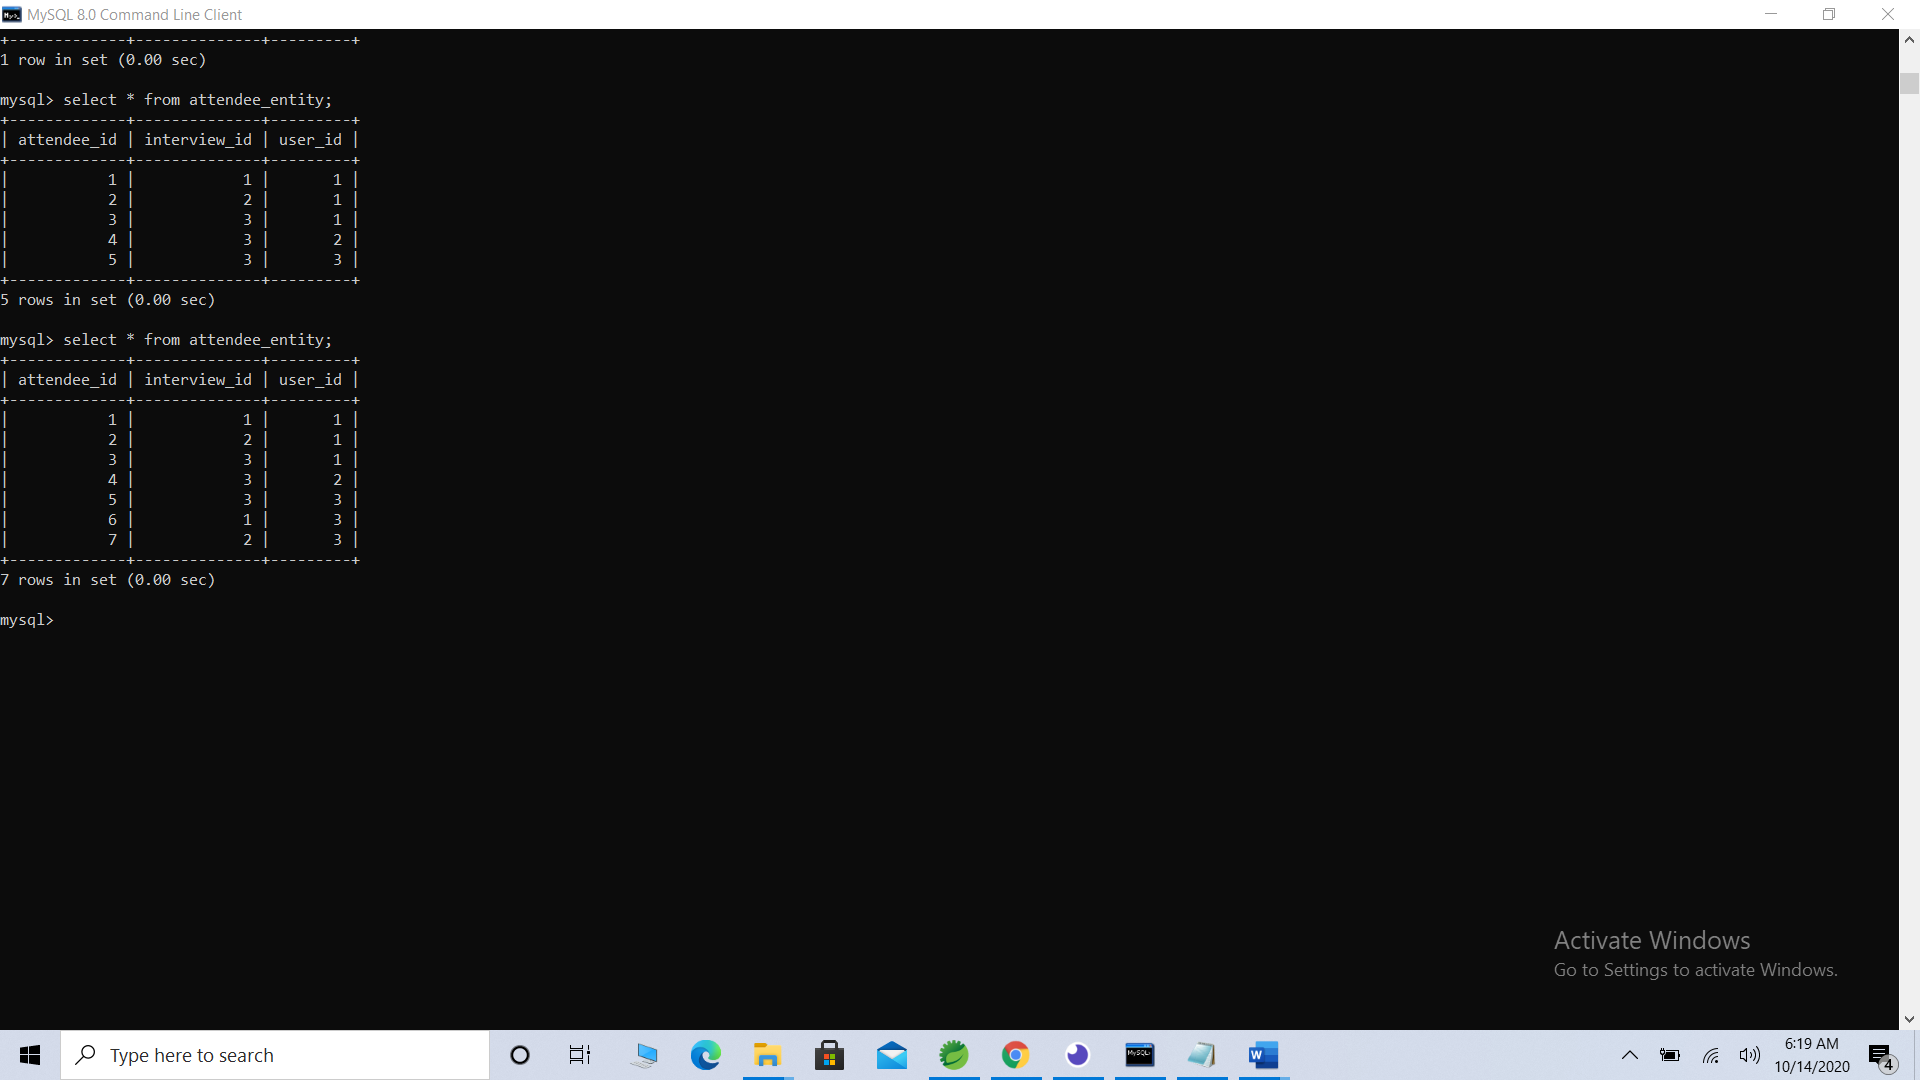 MySQL 8.0 Command Line Client
+-------------+--------------+---------+
1 row in set (0.00 sec)
mysql> select * from attendee_entity;
+-------------+--------------+---------+
| attendee_id | interview_id | user_id |
+-------------+--------------+---------+
|           1 |            1 |       1 |
|           2 |            2 |       1 |
|           3 |            3 |       1 |
|           4 |            3 |       2 |
|           5 |            3 |       3 |
+-------------+--------------+---------+
5 rows in set (0.00 sec)
mysql> select * from attendee_entity;
+-------------+--------------+---------+
| attendee_id | interview_id | user_id |
+-------------+--------------+---------+
|           1 |            1 |       1 |
|           2 |            2 |       1 |
|           3 |            3 |       1 |
|           4 |            3 |       2 |
|           5 |            3 |       3 |
|           6 |            1 |       3 |
|           7 |            2 |       3 |
+-------------+--------------+---------+
7 rows in set (0.00 sec)
mysql>
Activate Windows
Go to Settings to activate Windows.
Type here to search
MySQL
W
6:19 AM
10/14/2020
4